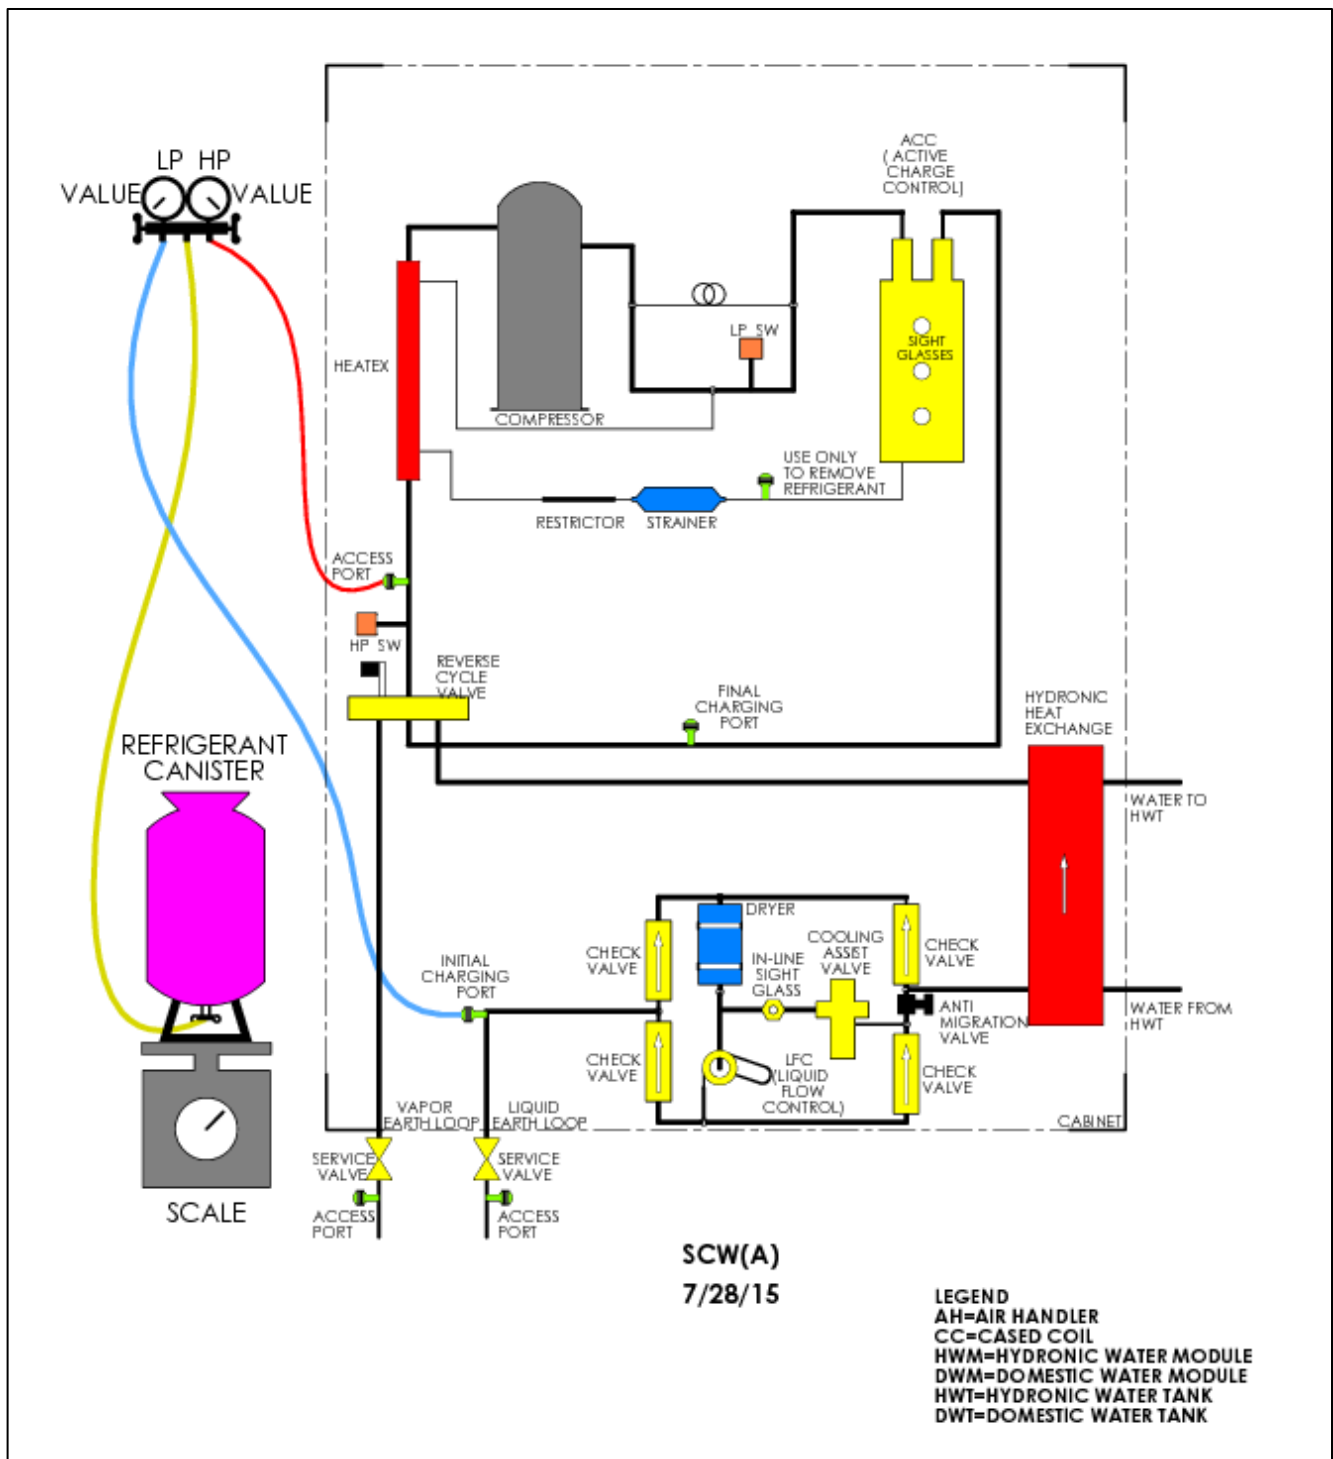 LP HP
VALUE VALUE
ACC
( ACTIVE
CHARGE
CONTROL)
HEATEX
COMPRESSOR
LP SW
SIGHT
GLASSES
USE ONLY
TO REMOVE
REFRIGERANT
RESTRICTOR
STRAINER
ACCESS
PORT
HP SW
REVERSE
CYCLE
VALVE
FINAL
CHARGING
PORT
HYDRONIC
HEAT
EXCHANGE
REFRIGERANT
CANISTER
WATER TO
HWT
DRYER
CHECK
VALVE
IN-LINE
SIGHT
GLASS
COOLING
ASSIST
VALVE
CHECK
VALVE
INITIAL
CHARGING
PORT
ANTI
MIGRATION
VALVE
WATER FROM
HWT
CHECK
VALVE
LFC
(LIQUID
FLOW
CONTROL)
CHECK
VALVE
VAPOR
EARTH LOOP
LIQUID
EARTH LOOP
CABINET
SERVICE
VALVE
SERVICE
VALVE
SCALE
ACCESS
PORT
ACCESS
PORT
SCW(A)
7/28/15
LEGEND
AH=AIR HANDLER
CC=CASED COIL
HWM=HYDRONIC WATER MODULE
DWM=DOMESTIC WATER MODULE
HWT=HYDRONIC WATER TANK
DWT=DOMESTIC WATER TANK